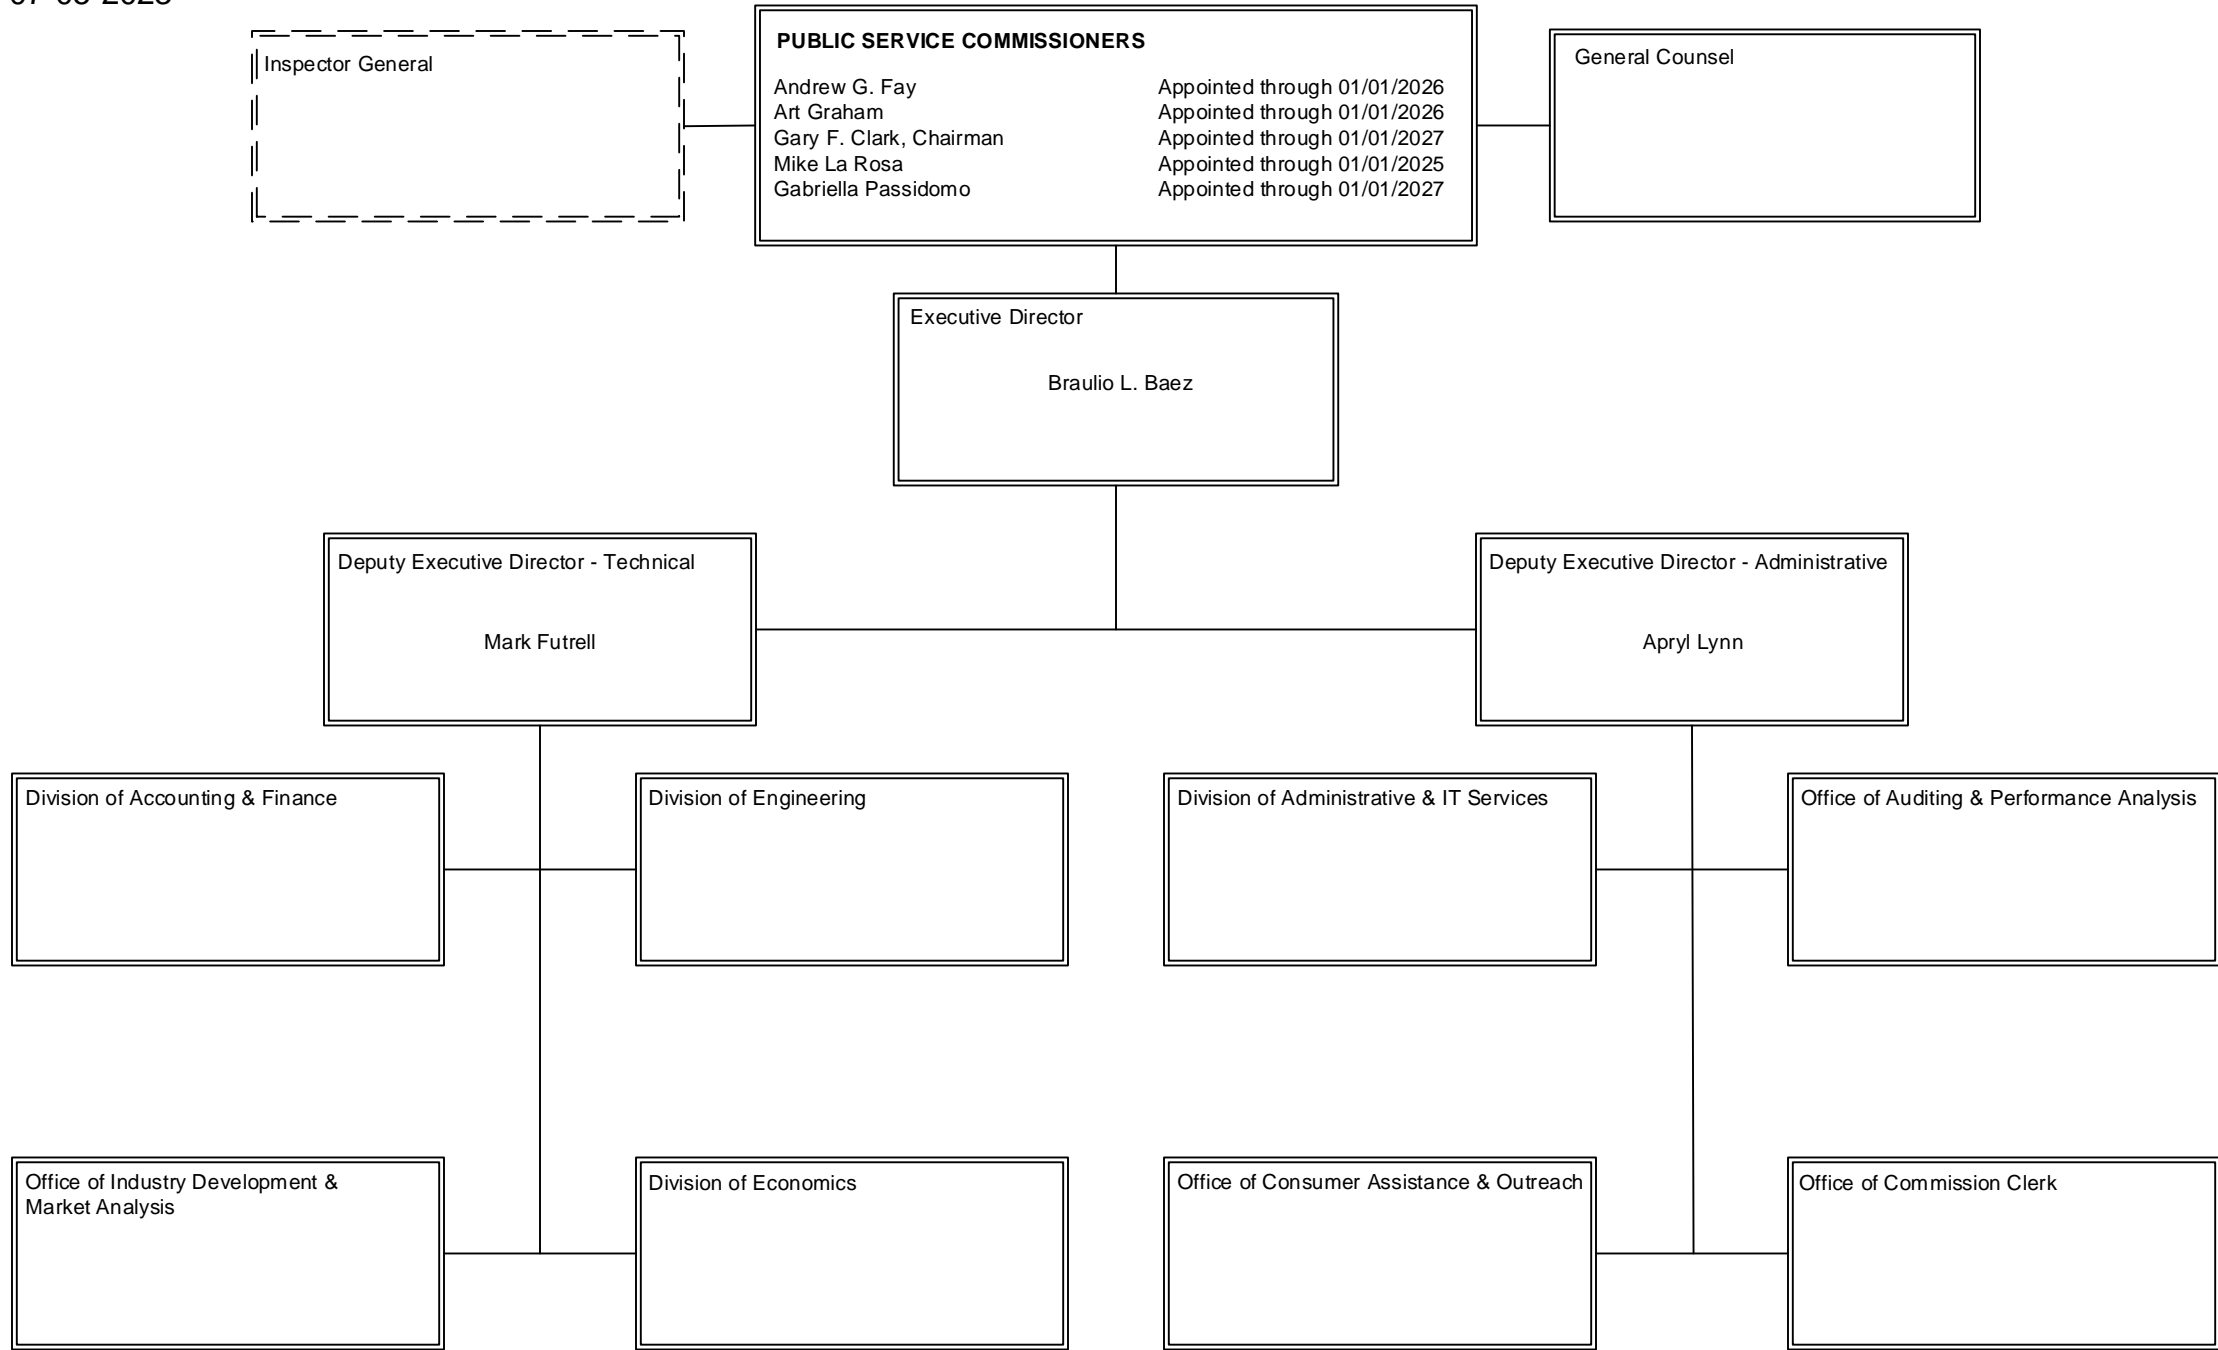 Inspector General
PUBLIC SERVICE COMMISSIONERS
Andrew G. Fay Appointed through 01/01/2026
Art Graham Appointed through 01/01/2026
Gary F. Clark, Chairman Appointed through 01/01/2027
Mike La Rosa Appointed through 01/01/2025
Gabriella Passidomo Appointed through 01/01/2027
General Counsel
Executive Director
Braulio L. Baez
Deputy Executive Director - Technical
Mark Futrell
Deputy Executive Director - Administrative
Apryl Lynn
Division of Accounting & Finance
Division of Engineering
Division of Administrative & IT Services
Office of Auditing & Performance Analysis
Office of Industry Development &
Market Analysis
Division of Economics
Office of Consumer Assistance & Outreach
Office of Commission Clerk